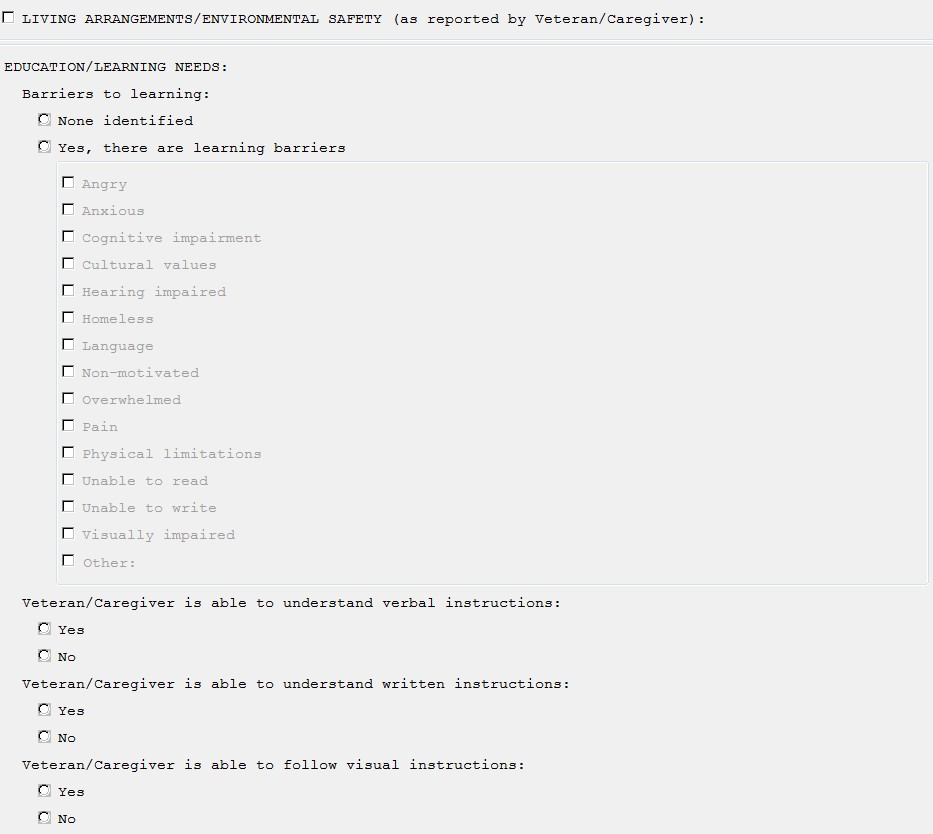 LIVING ARRANGEMENTS/ENVIRONMENTAL SAFETY (as reported by Veteran/Caregiver):
EDUCATION/LEARNING NEEDS:
Barriers to learning:
None identified
Yes, there are learning barriers
Angry
Anxious
Cognitive impairment
Cultural values
Hearing impaired
Homeless
Language
Non-motivated
Overwhelmed
Pain
Physical limitations
Unable to read
Unable to write
Visually impaired
Other:
Veteran/Caregiver is able to understand verbal instructions:
Yes
No
Veteran/Caregiver is able to understand written instructions:
Yes
No
Veteran/Caregiver is able to follow visual instructions:
Yes
No